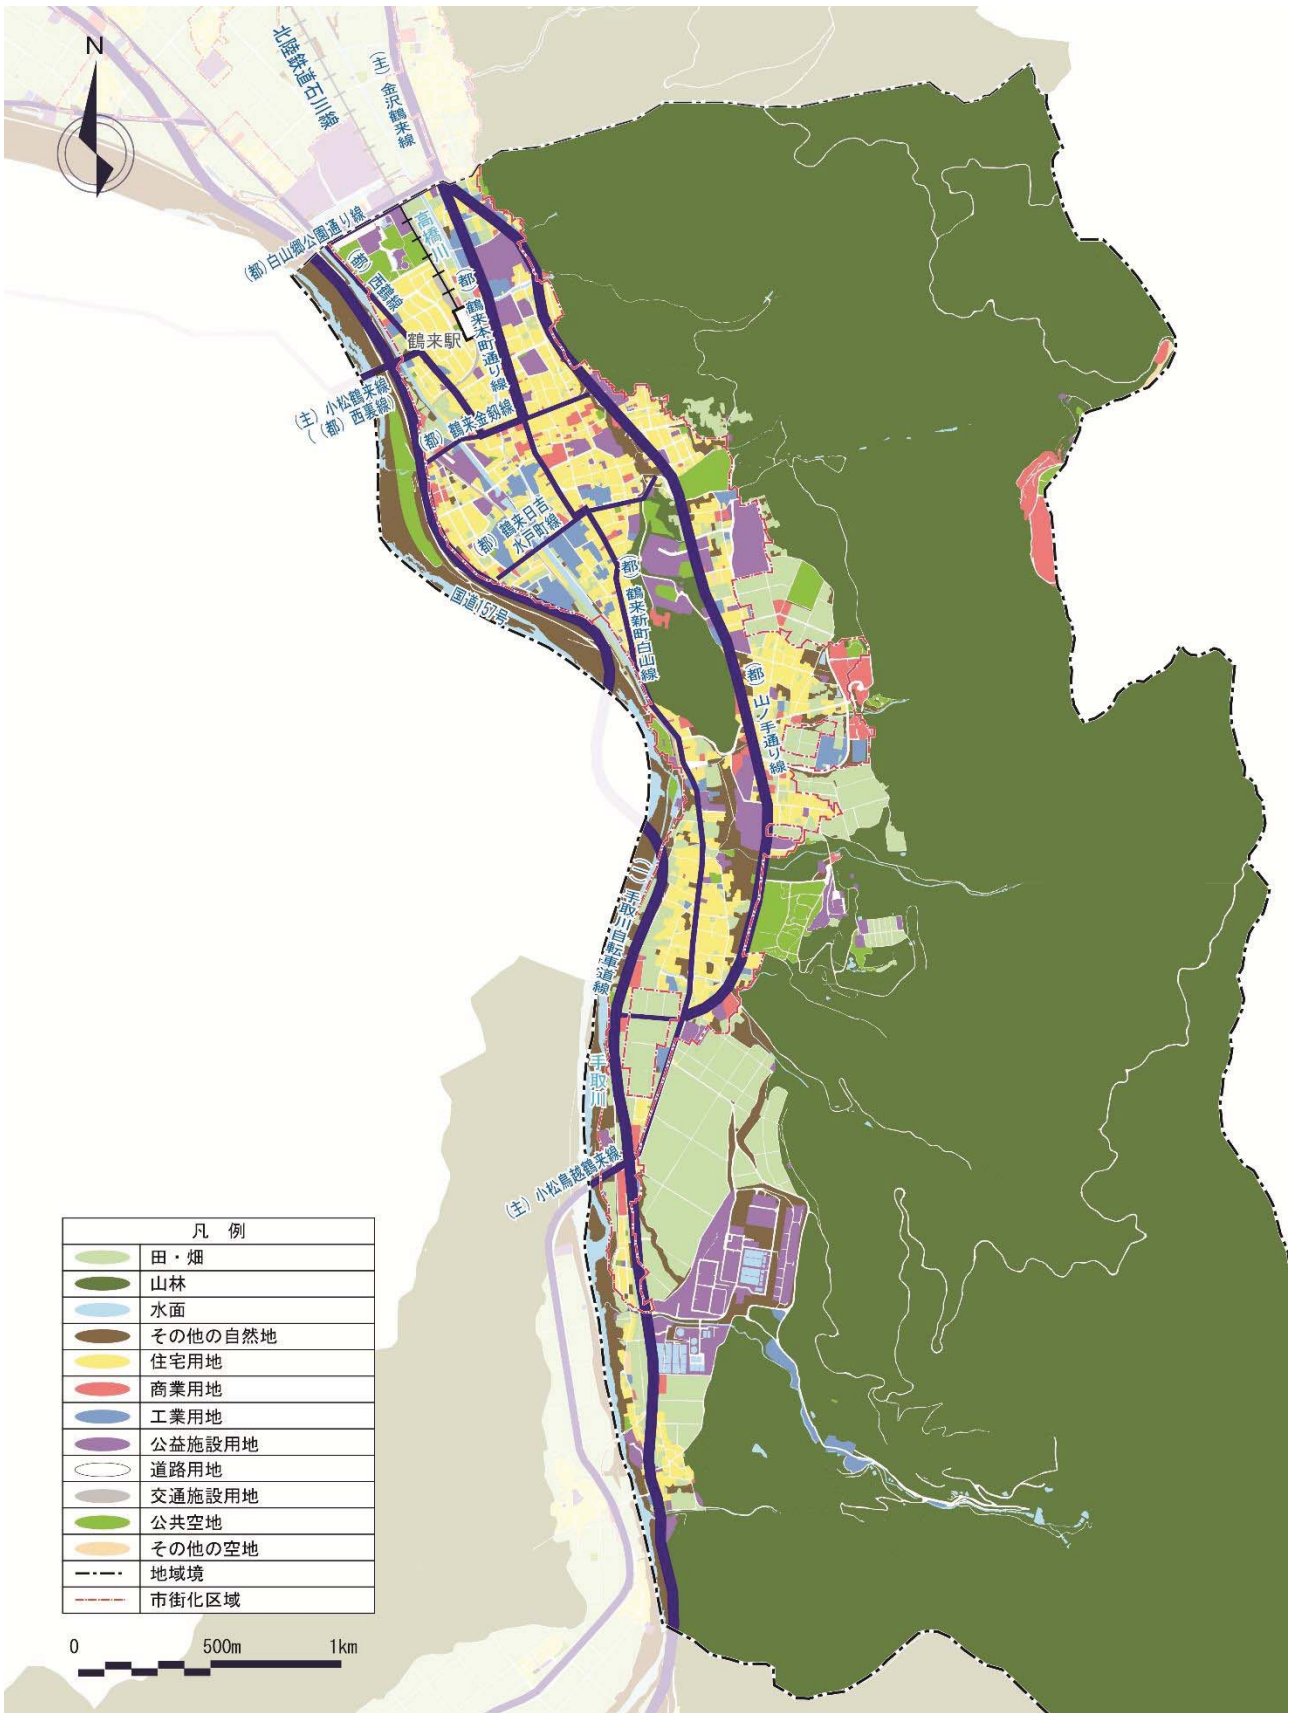 N
北陸鉄道石川線
(主) 金沢鶴来線
(都) 白山郷公園通り線
(都) 西鶴線
高橋川
(都) 鶴来本町通り線
鶴来駅
(主) 小松鶴来線
((都) 西裏線)
(都) 鶴来金剱線
(都) 鶴来日吉
水戸町線
国道157号
(都) 鶴来新町白山線
(都) 山ノ手通り線
(一) 手取川自転車道線
手取川
(主) 小松鳥越鶴来線
凡 例
田・畑
山林
水面
その他の自然地
住宅用地
商業用地
工業用地
公益施設用地
道路用地
交通施設用地
公共空地
その他の空地
地域境
市街化区域
0 500m 1km